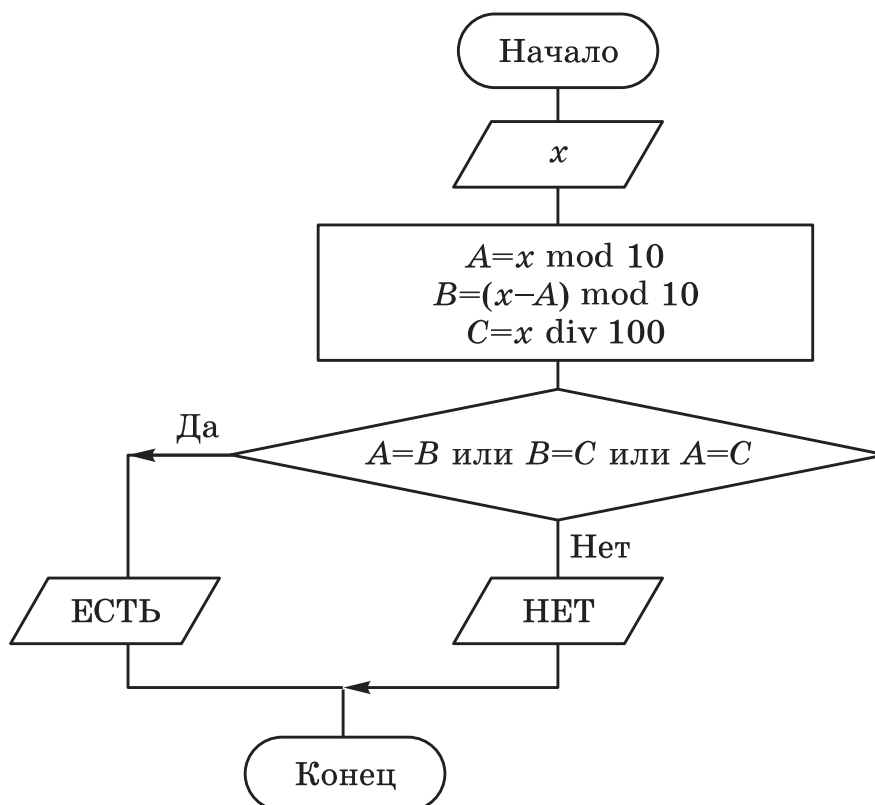 Начало
x
A=x mod 10
B=(x–A) mod 10
C=x div 100
Да
A=B или B=C или A=C
Нет
ЕСТЬ
НЕТ
Конец